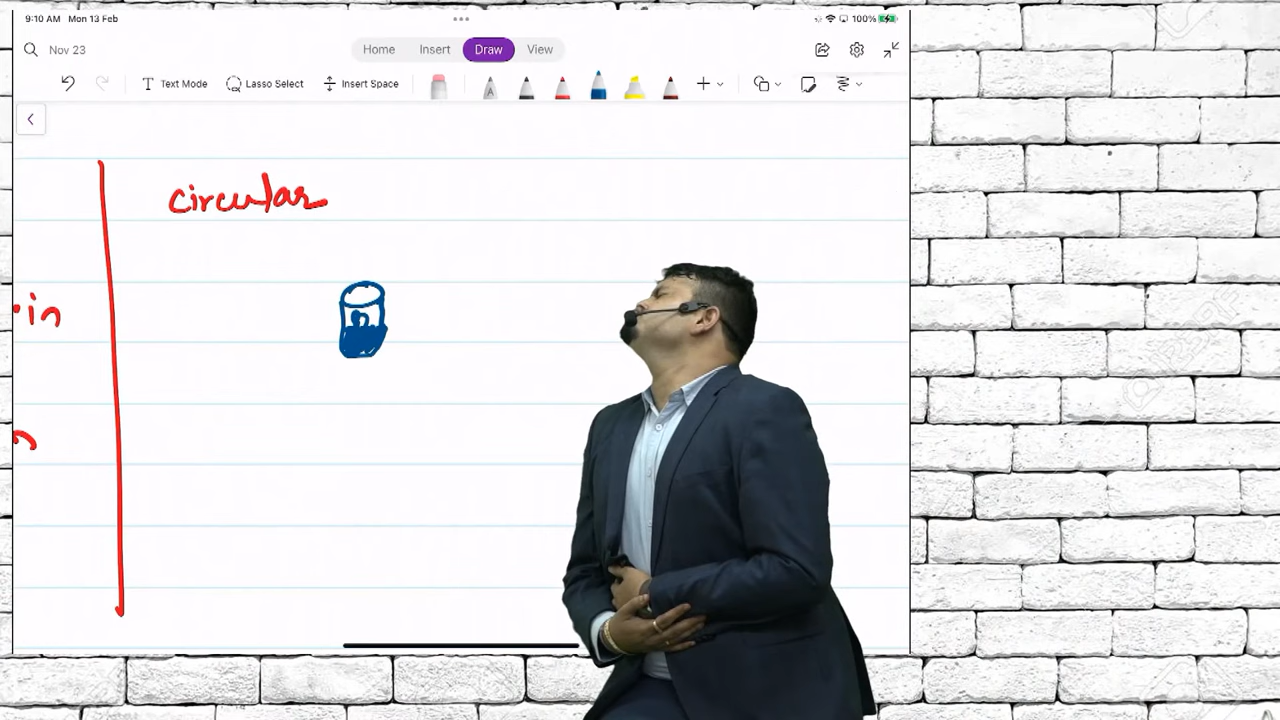 9:10 AM Mon 13 Feb
100%
Nov 23
Home Insert Draw View
Text Mode Lasso Select Insert Space
A
circular
in